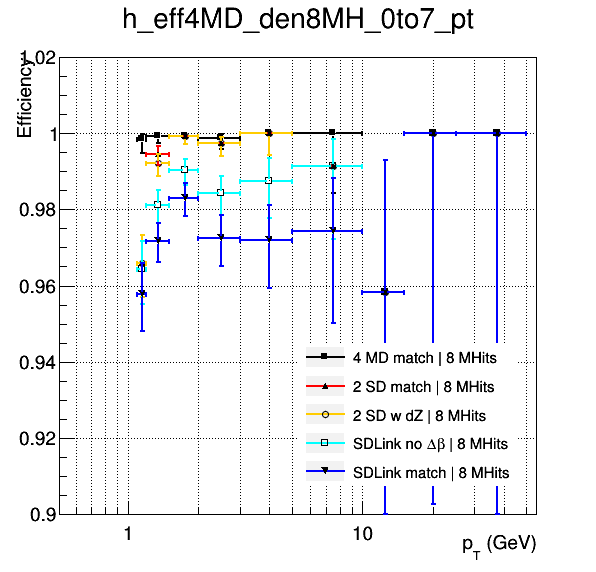 h_eff4MD_den8MH_0to7_pt
Efficiency
1.02
1
0.98
0.96
0.94
0.92
0.9
4 MD match | 8 MHits
2 SD match | 8 MHits
2 SD w dZ | 8 MHits
SDLink no Δβ | 8 MHits
SDLink match | 8 MHits
1
10
p_T (GeV)